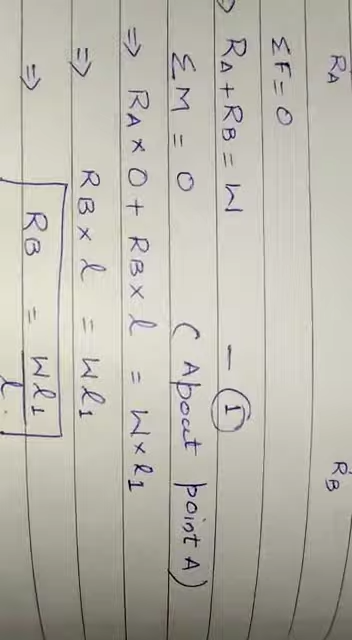 RA RB
ΣF = 0
⇒ RA + RB = W — ①
ΣM = 0 (About point A)
⇒ RA × 0 + RB × l = W × l1
⇒ RB × l = Wl1
⇒ RB = Wl1/l